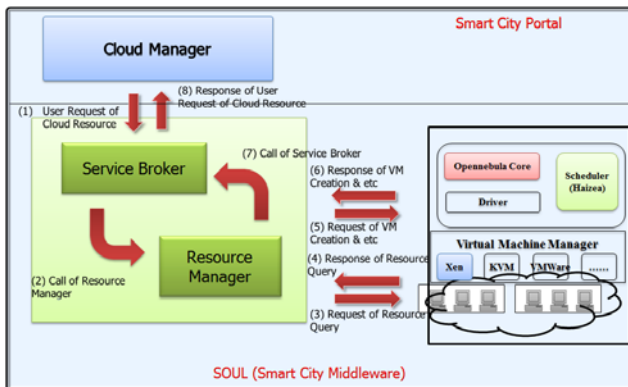 Smart City Portal
Cloud Manager
(8) Response of User
Request of Cloud Resource
(1) User Request of
Cloud Resource
(7) Call of Service Broker
Service Broker
(6) Response of VM
Creation & etc
(5) Request of VM
Creation & etc
(2) Call of Resource
Manager
Resource
Manager
(4) Response of Resource
Query
(3) Request of Resource
Query
Opennebula Core
Driver
Scheduler
(Haizea)
Virtual Machine Manager
Xen
KVM
VMWare
......
SOUL (Smart City Middleware)